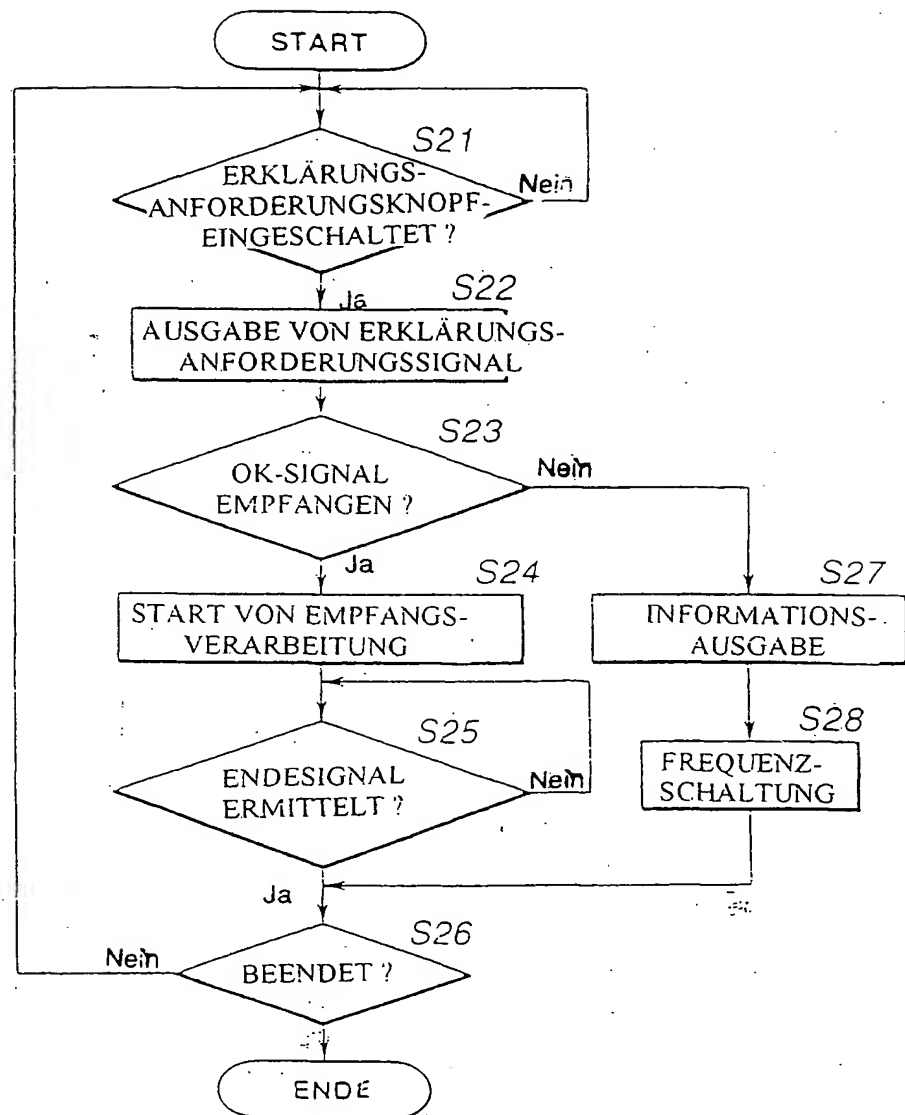 START
S21
ERKLÄRUNGS-
ANFORDERUNGSKNOPF-
EINGESCHALTET ?
Nein
Ja
S22
AUSGABE VON ERKLÄRUNGS-
ANFORDERUNGSSIGNAL
S23
OK-SIGNAL
EMPFANGEN ?
Nein
Ja
S24
START VON EMPFANGS-
VERARBEITUNG
S27
INFORMATIONS-
AUSGABE
S25
ENDESIGNAL
ERMITTELT ?
Nein
S28
FREQUENZ-
SCHALTUNG
Ja
S26
BEENDET ?
Nein
ENDE